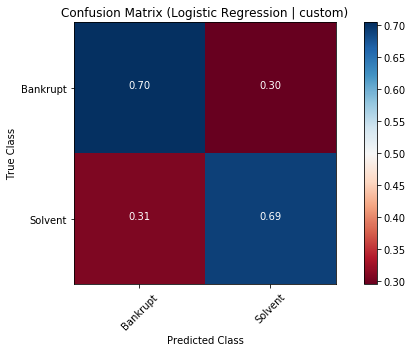 Confusion Matrix (Logistic Regression | custom)
True Class
Bankrupt
Solvent
0.70
0.30
0.31
0.69
Bankrupt
Solvent
Predicted Class
0.70
0.65
0.60
0.55
0.50
0.45
0.40
0.35
0.30